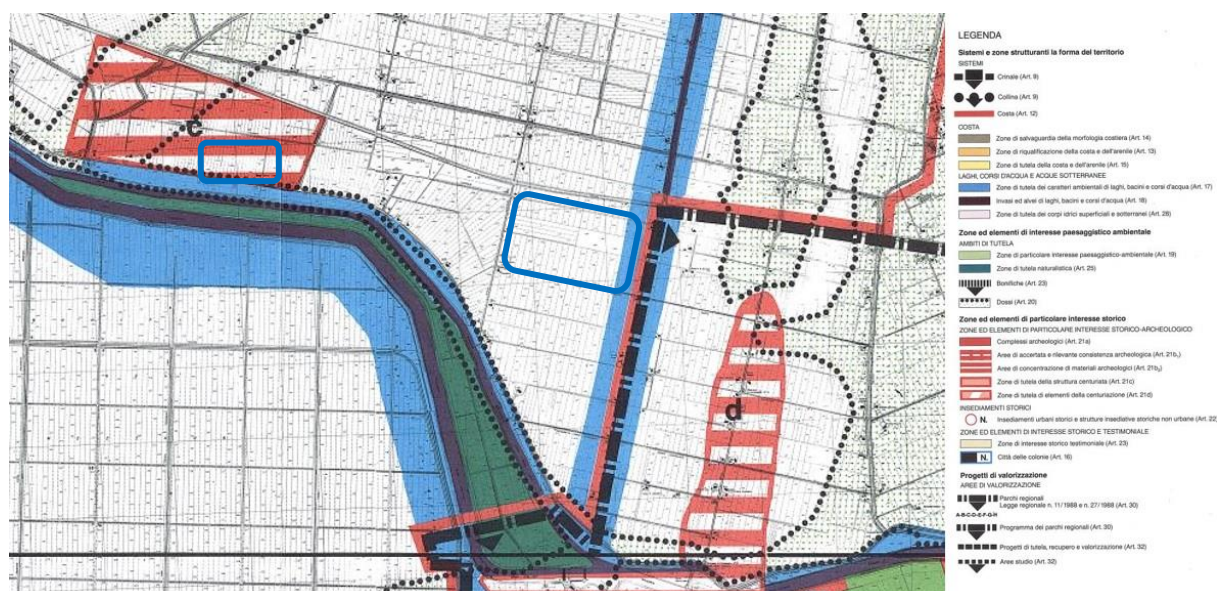 c
d
LEGENDA
Sistemi e zone strutturanti la forma del territorio
SISTEMI
Crinale (Art. 9)
Collina (Art. 9)
Costa (Art. 12)
COSTA
Zone di salvaguardia della morfologia costiera (Art. 14)
Zone di riqualificazione della costa e dell'arenile (Art. 13)
Zone di tutela della costa e dell'arenile (Art. 15)
LAGHI, CORSI D'ACQUA E ACQUE SOTTERRANEE
Zone di tutela dei caratteri ambientali di laghi, bacini e corsi d'acqua (Art. 17)
Invasi ed alvei di laghi, bacini e corsi d'acqua (Art. 18)
Zone di tutela dei corpi idrici superficiali e sotterranei (Art. 28)
Zone ed elementi di interesse paesaggistico ambientale
AMBITI DI TUTELA
Zone di particolare interesse paesaggistico-ambientale (Art. 19)
Zone di tutela naturalistica (Art. 25)
Bonifiche (Art. 23)
Dossi (Art. 20)
Zone ed elementi di particolare interesse storico
ZONE ED ELEMENTI DI PARTICOLARE INTERESSE STORICO-ARCHEOLOGICO
Complessi archeologici (Art. 21a)
Aree di accertata e rilevante consistenza archeologica (Art. 21b₁)
Aree di concentrazione di materiali archeologici (Art. 21b₂)
Zone di tutela della struttura centuriata (Art. 21c)
Zone di tutela di elementi della centuriazione (Art. 21d)
INSEDIAMENTI STORICI
N. Insediamenti urbani storici e strutture insediative storiche non urbane (Art. 22)
ZONE ED ELEMENTI DI INTERESSE STORICO E TESTIMONIALE
Zone di interesse storico testimoniale (Art. 23)
N. Città delle colonie (Art. 16)
Progetti di valorizzazione
AREE DI VALORIZZAZIONE
Parchi regionali
Legge regionale n. 11/1988 e n. 27/1988 (Art. 30)
A-B-C-D-E-F-G-H
Programma dei parchi regionali (Art. 30)
Progetti di tutela, recupero e valorizzazione (Art. 32)
Aree studio (Art. 32)